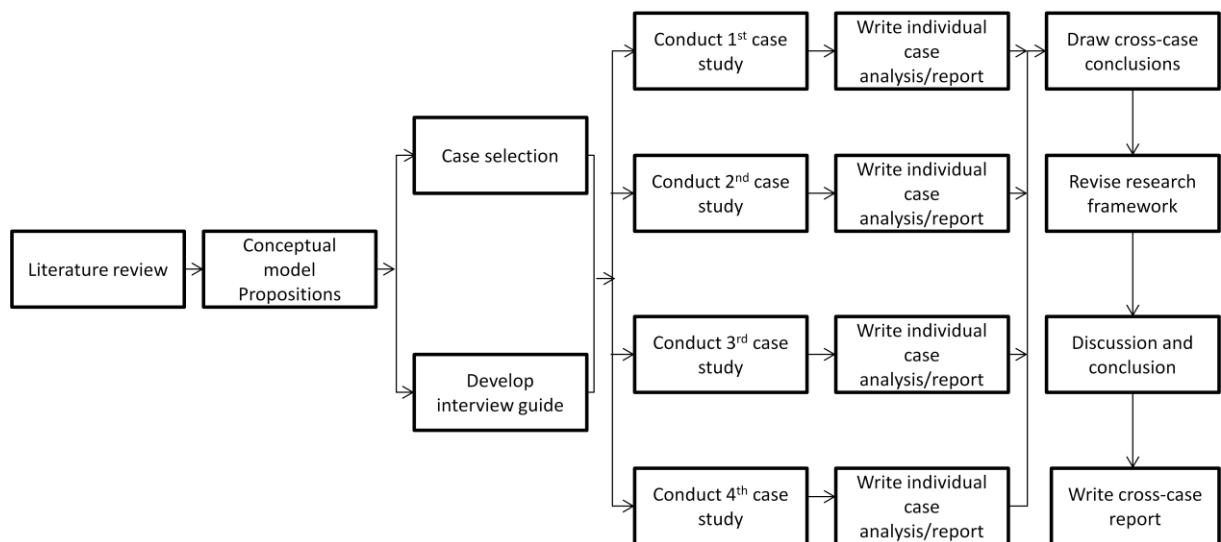 Literature review
Conceptual
model
Propositions
Case selection
Develop
interview guide
Conduct 1st case
study
Write individual
case
analysis/report
Conduct 2nd case
study
Write individual
case
analysis/report
Conduct 3rd case
study
Write individual
case
analysis/report
Conduct 4th case
study
Write individual
case
analysis/report
Draw cross-case
conclusions
Revise research
framework
Discussion and
conclusion
Write cross-case
report